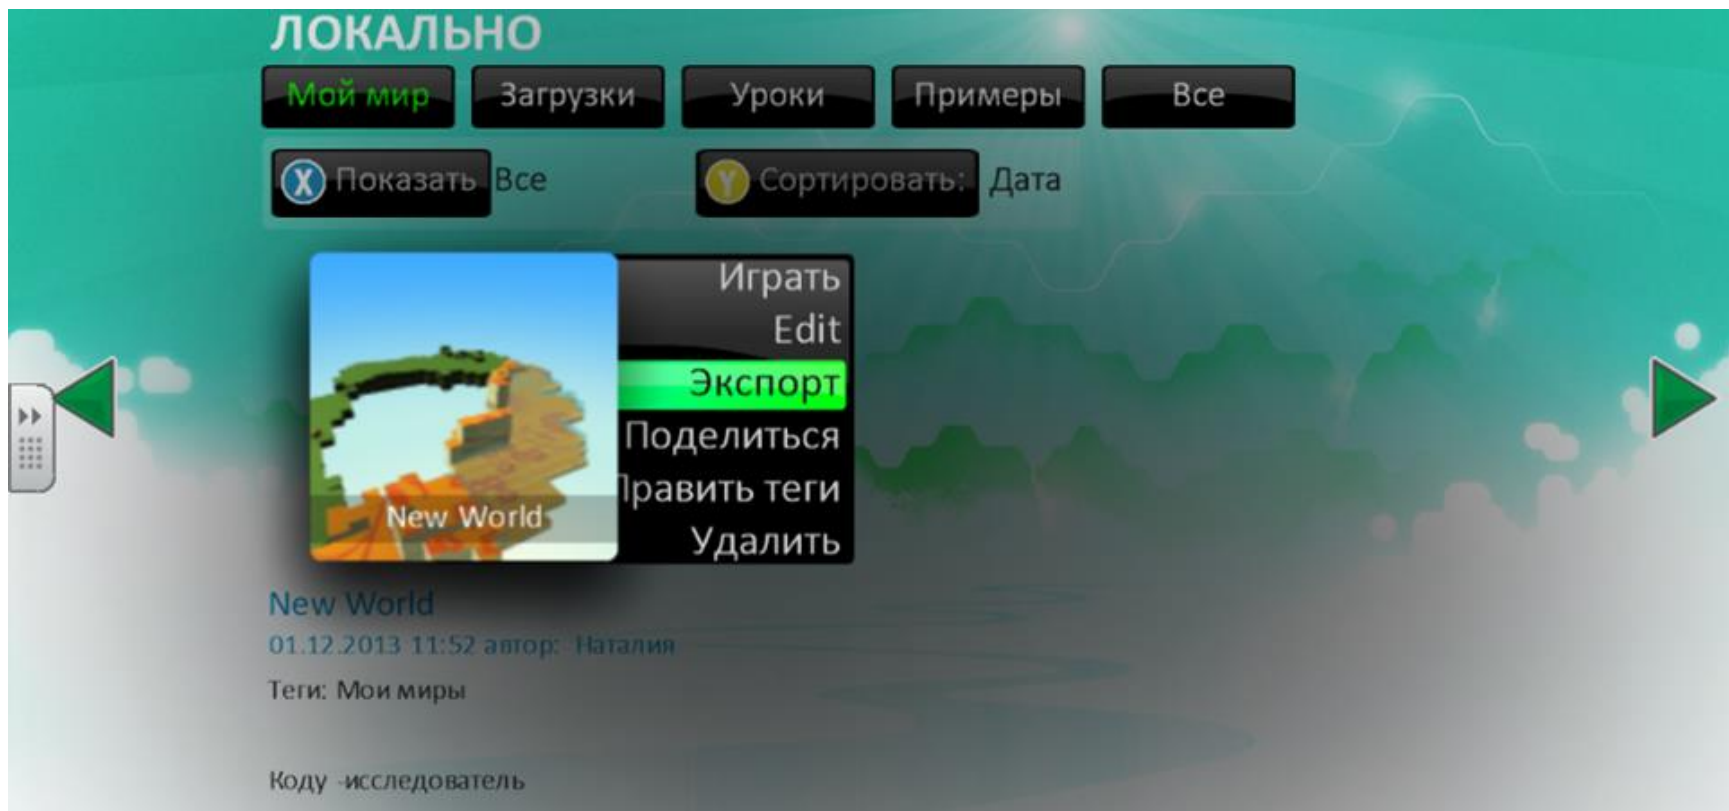 ЛОКАЛЬНО
Мой мир Загрузки Уроки Примеры Все
X Показать Все Y Сортировать: Дата
Играть
Edit
Экспорт
Поделиться
Править теги
New World
Удалить
New World
01.12.2013 11:52 автор: Наталия
Теги: Мои миры
Коду -исследователь